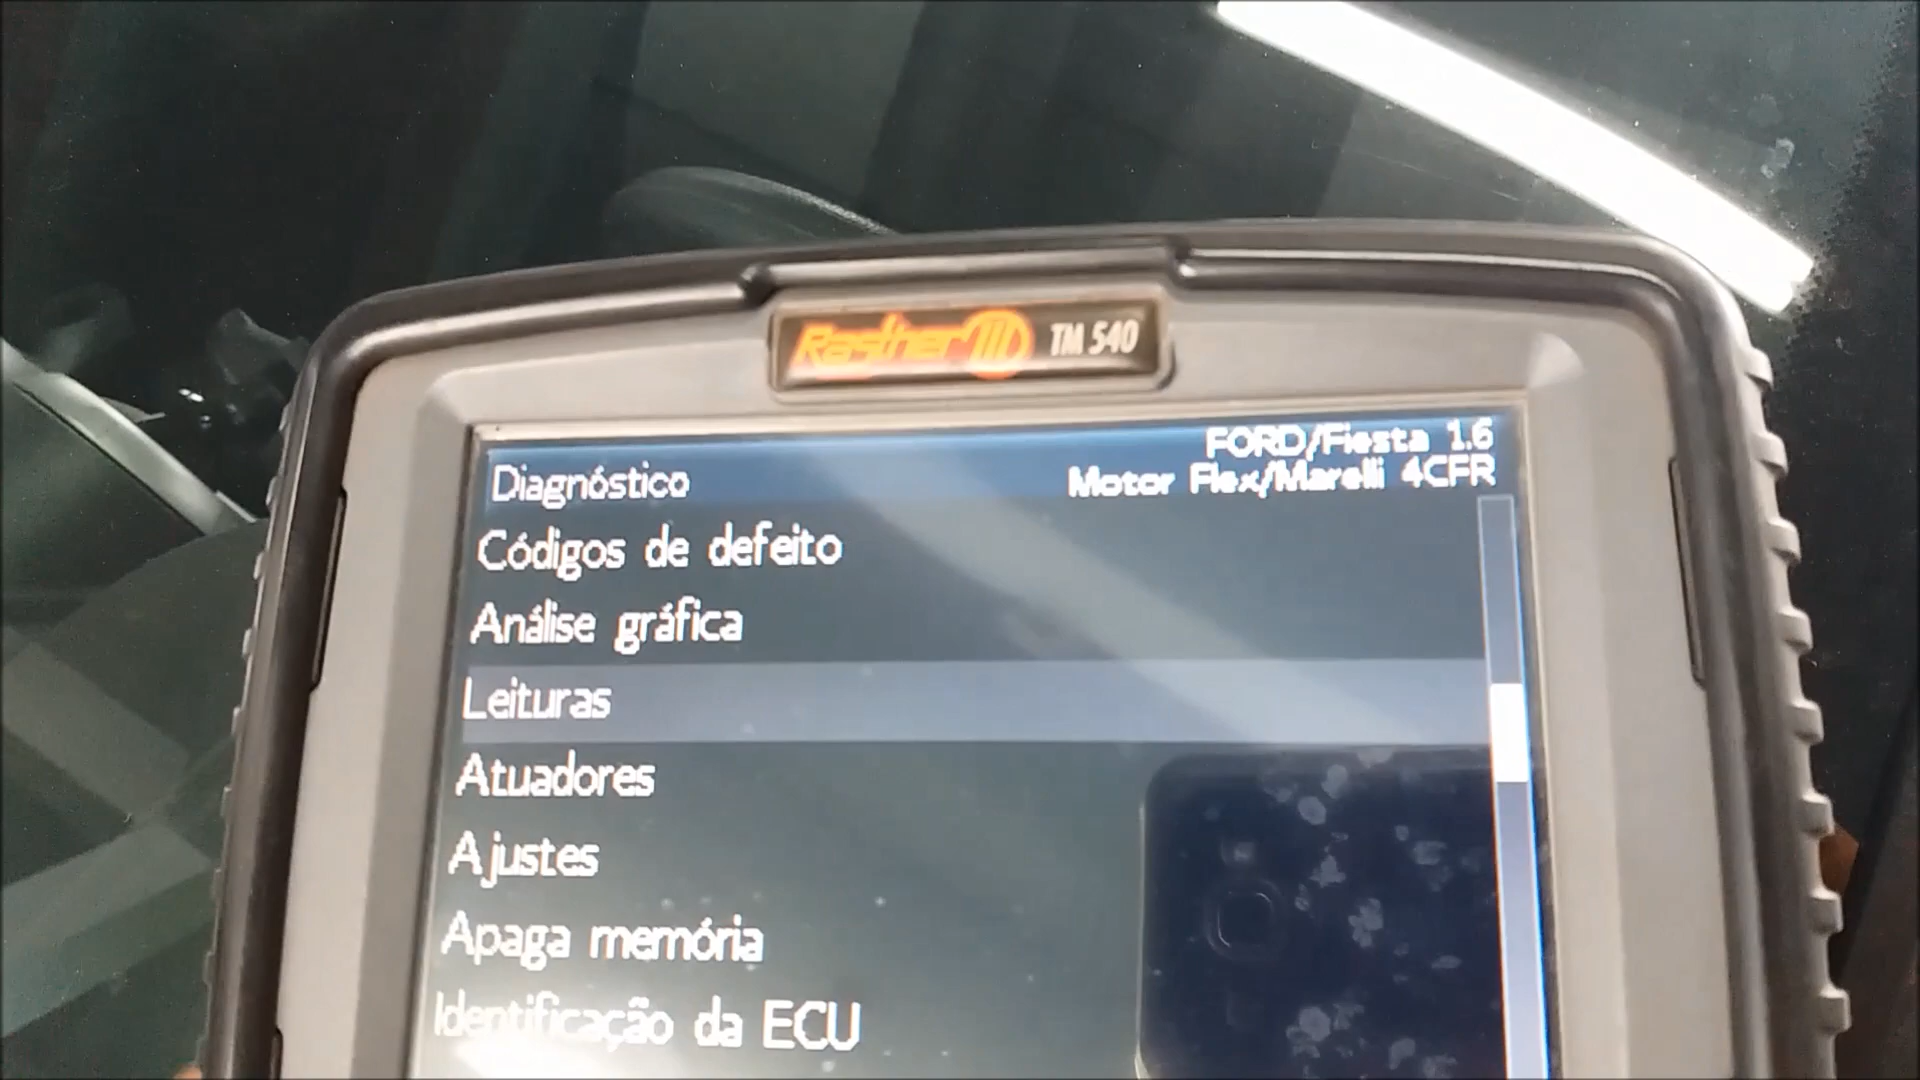 Rasther III TM 540
FORD/Fiesta 1.6
Diagnóstico Motor Flex/Marelli 4CFR
Códigos de defeito
Análise gráfica
Leituras
Atuadores
Ajustes
Apaga memória
Identificação da ECU